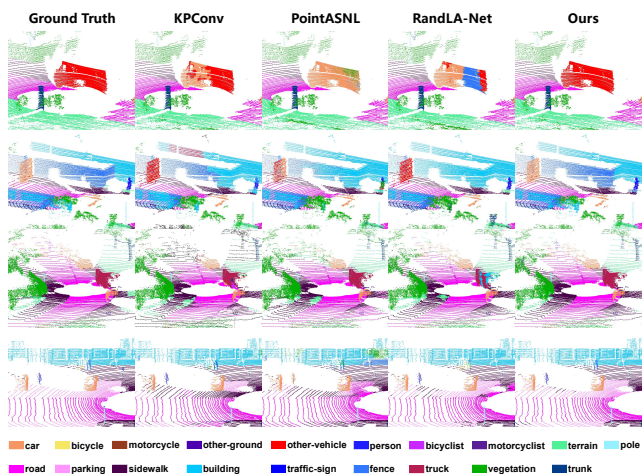 Ground Truth KPConv PointASNL RandLA-Net Ours
car bicycle motorcycle other-ground other-vehicle person bicyclist motorcyclist terrain pole
road parking sidewalk building traffic-sign fence truck vegetation trunk